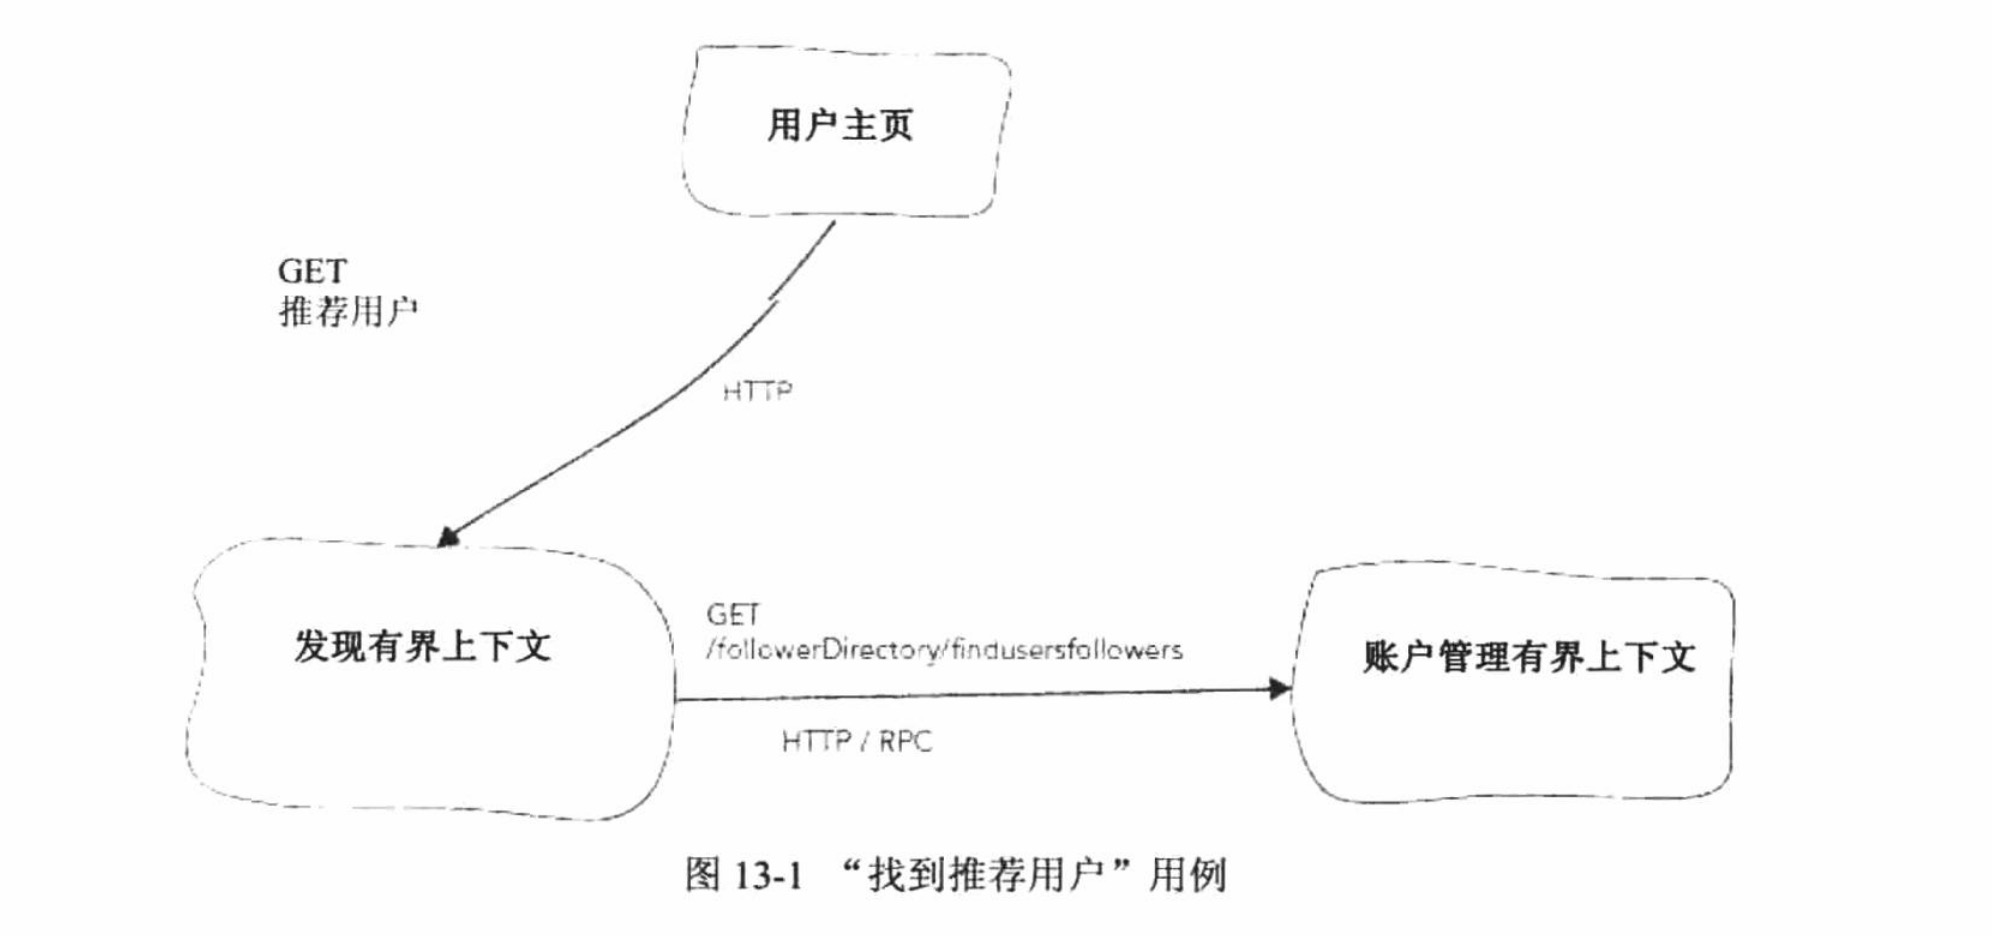 用户主页
GET
推荐用户
HTTP
发现有界上下文
GET
/followerDirectory/findusersfollowers
账户管理有界上下文
HTTP / RPC
图 13-1 “找到推荐用户”用例